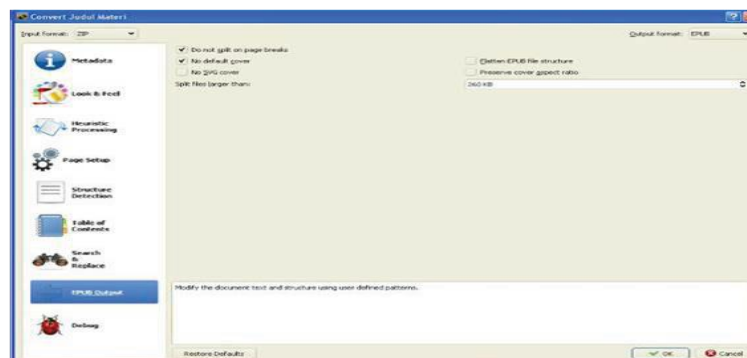 Convert Judul Materi
Input format: ZIP
Output format: EPUB
Metadata
Look & Feel
Heuristic
Processing
Page Setup
Structure
Detection
Table of
Contents
Search
&
Replace
EPUB Output
Debug
Do not split on page breaks
No default cover
Flatten EPUB file structure
No SVG cover
Preserve cover aspect ratio
Split files larger than:
260 KB
Modify the document text and structure using user defined patterns.
Restore Defaults
OK
Cancel